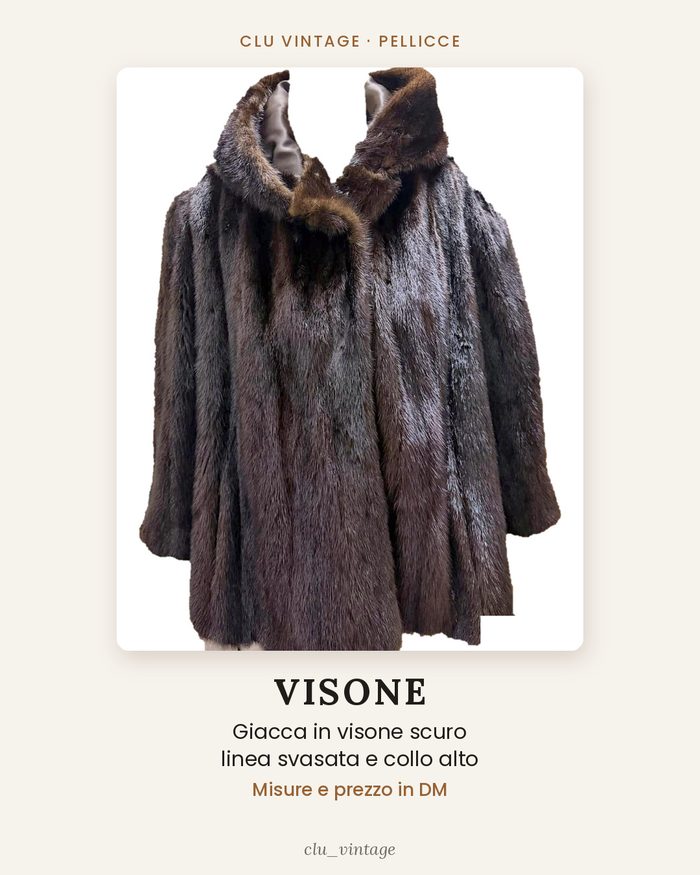 CLU VINTAGE · PELLICCE
VISONE
Giacca in visone scuro
linea svasata e collo alto
Misure e prezzo in DM
clu_vintage